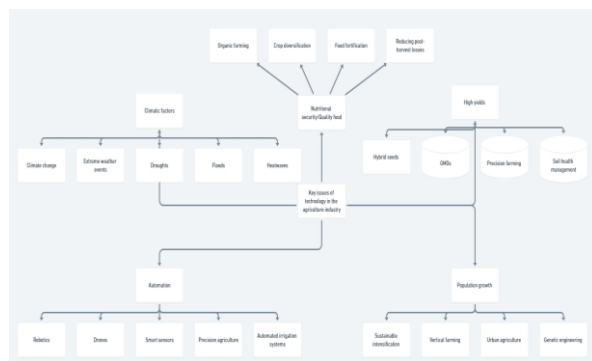 Organic farming
Crop diversification
Food fortification
Reducing post-
harvest losses
Climatic factors
Nutritional
security/Quality food
High yields
Climate change
Extreme weather
events
Droughts
Floods
Heatwaves
Hybrid seeds
GMOs
Precision farming
Soil health
management
Key issues of
technology in the
agriculture industry
Automation
Population growth
Robotics
Drones
Smart sensors
Precision agriculture
Automated irrigation
systems
Sustainable
intensification
Vertical farming
Urban agriculture
Genetic engineering